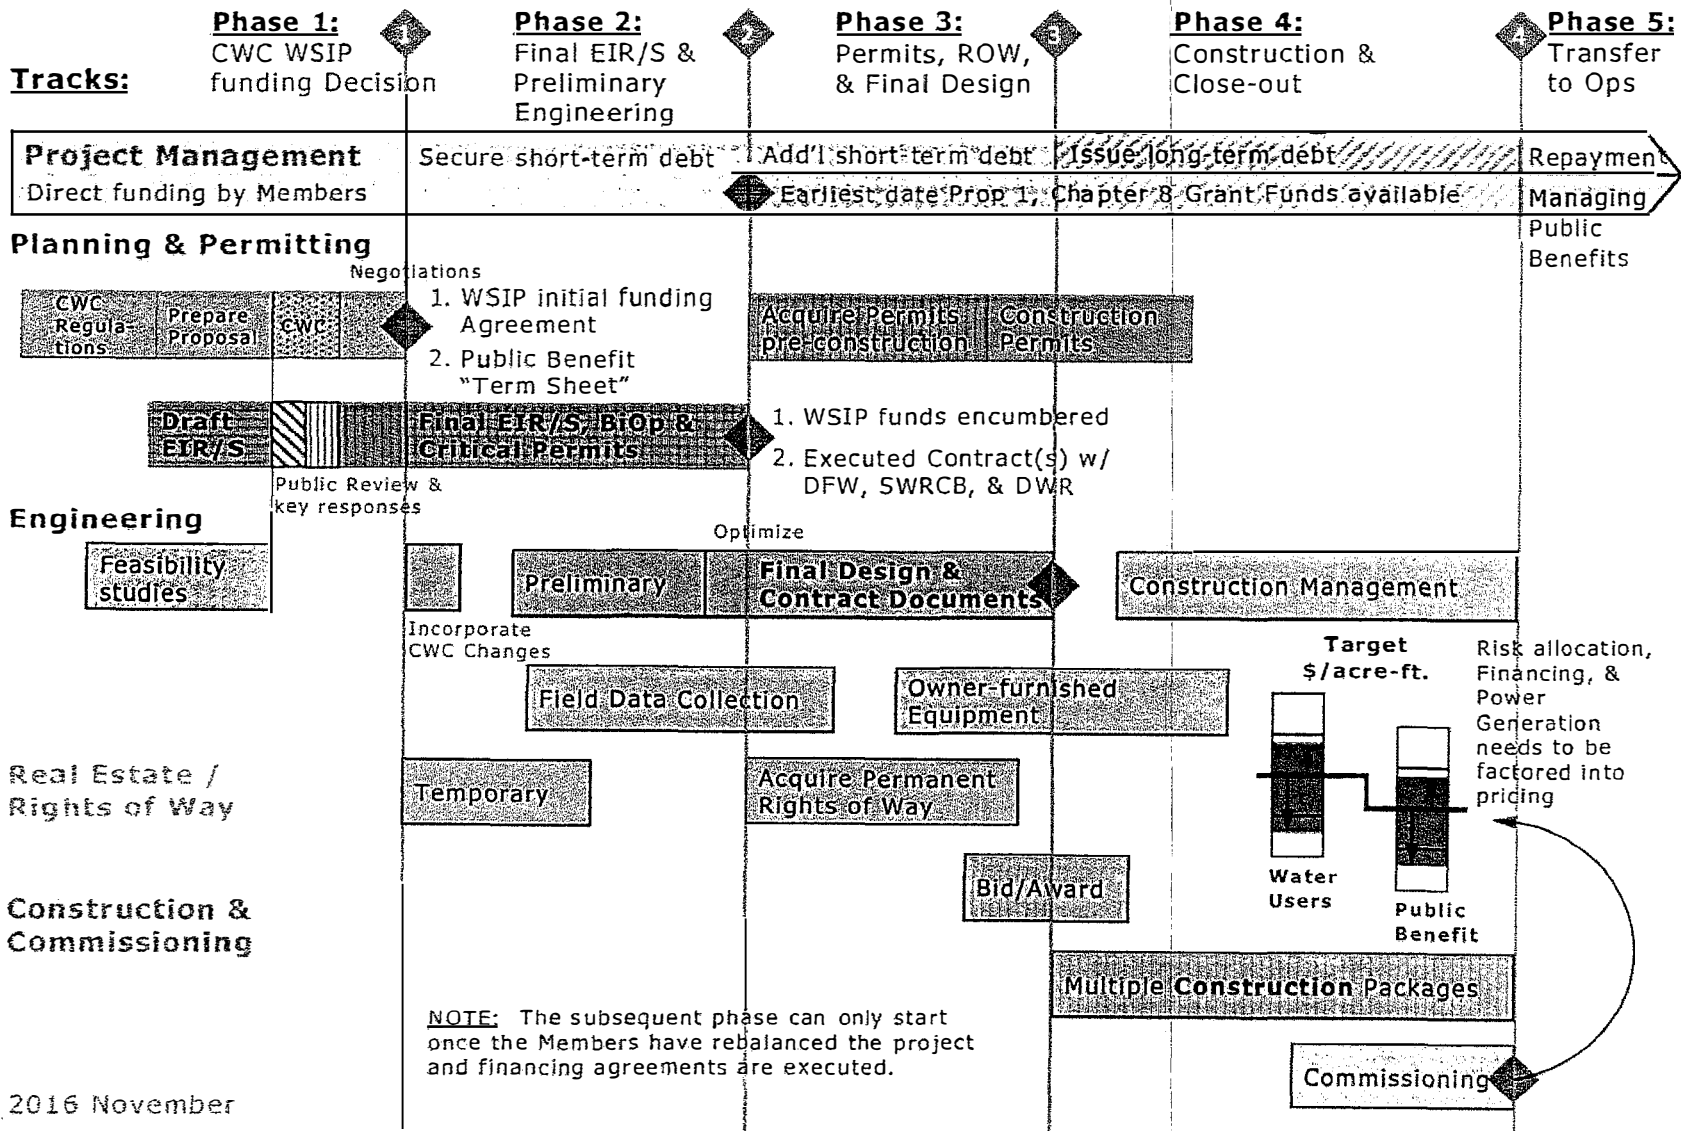 Phase 1:
CWC WSIP
funding Decision
1
Phase 2:
Final EIR/S &
Preliminary
Engineering
2
Phase 3:
Permits, ROW,
& Final Design
3
Phase 4:
Construction &
Close-out
4
Phase 5:
Transfer
to Ops
Tracks:
Project Management
Direct funding by Members
Secure short-term debt
Add'l short-term debt
Issue long-term debt
Repayment
Earliest date Prop 1, Chapter 8 Grant Funds available
Managing
Public
Benefits
Planning & Permitting
Negotiations
CWC
Regula-
tions
Prepare
Proposal
CWC
1. WSIP initial funding
Agreement
2. Public Benefit
"Term Sheet"
Acquire Permits
pre-construction
Construction
Permits
Draft
EIR/S
Final EIR/S, BiOp &
Critical Permits
1. WSIP funds encumbered
2. Executed Contract(s) w/
DFW, SWRCB, & DWR
Public Review &
key responses
Engineering
Optimize
Feasibility
studies
Preliminary
Final Design &
Contract Documents
Construction Management
Incorporate
CWC Changes
Field Data Collection
Owner-furnished
Equipment
Target
$/acre-ft.
Risk allocation,
Financing, &
Power
Generation
needs to be
factored into
pricing
Water
Users
Public
Benefit
Real Estate /
Rights of Way
Temporary
Acquire Permanent
Rights of Way
Bid/Award
Construction &
Commissioning
Multiple Construction Packages
NOTE: The subsequent phase can only start
once the Members have rebalanced the project
and financing agreements are executed.
Commissioning
2016 November